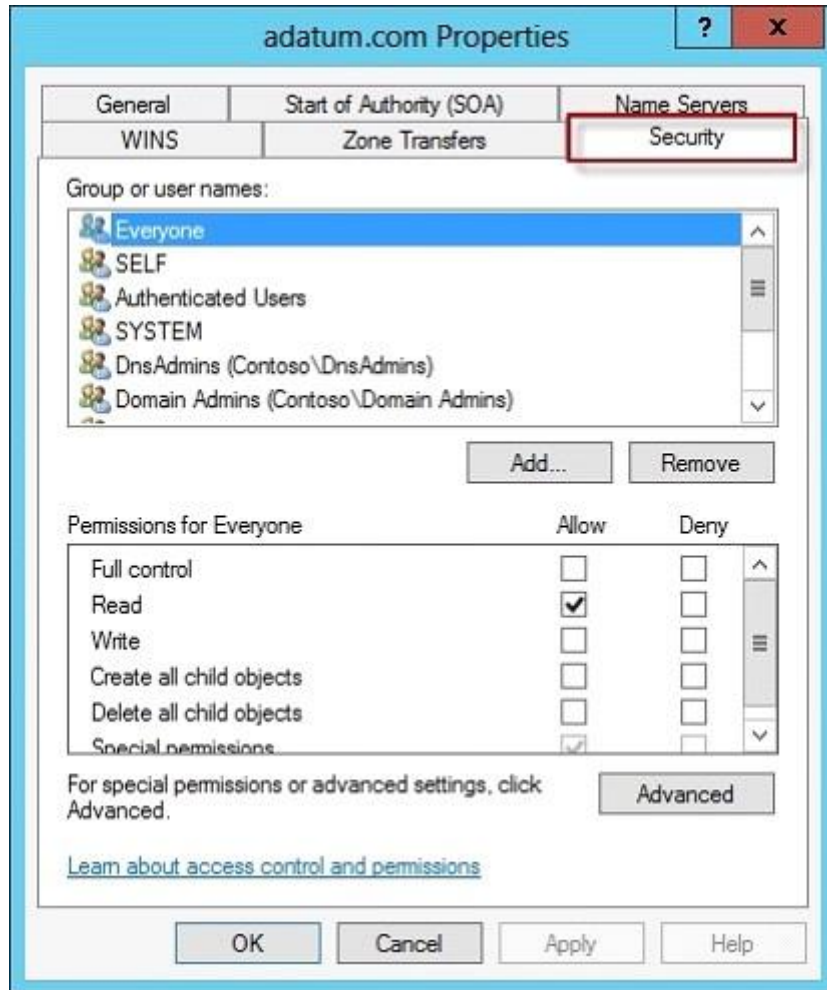 adatum.com Properties
?
x
General
Start of Authority (SOA)
Name Servers
WINS
Zone Transfers
Security
Group or user names:
Everyone
SELF
Authenticated Users
SYSTEM
DnsAdmins (Contoso\DnsAdmins)
Domain Admins (Contoso\Domain Admins)
Add...
Remove
Permissions for Everyone
Allow
Deny
Full control
Read
Write
Create all child objects
Delete all child objects
Special permissions
For special permissions or advanced settings, click
Advanced.
Advanced
Learn about access control and permissions
OK
Cancel
Apply
Help